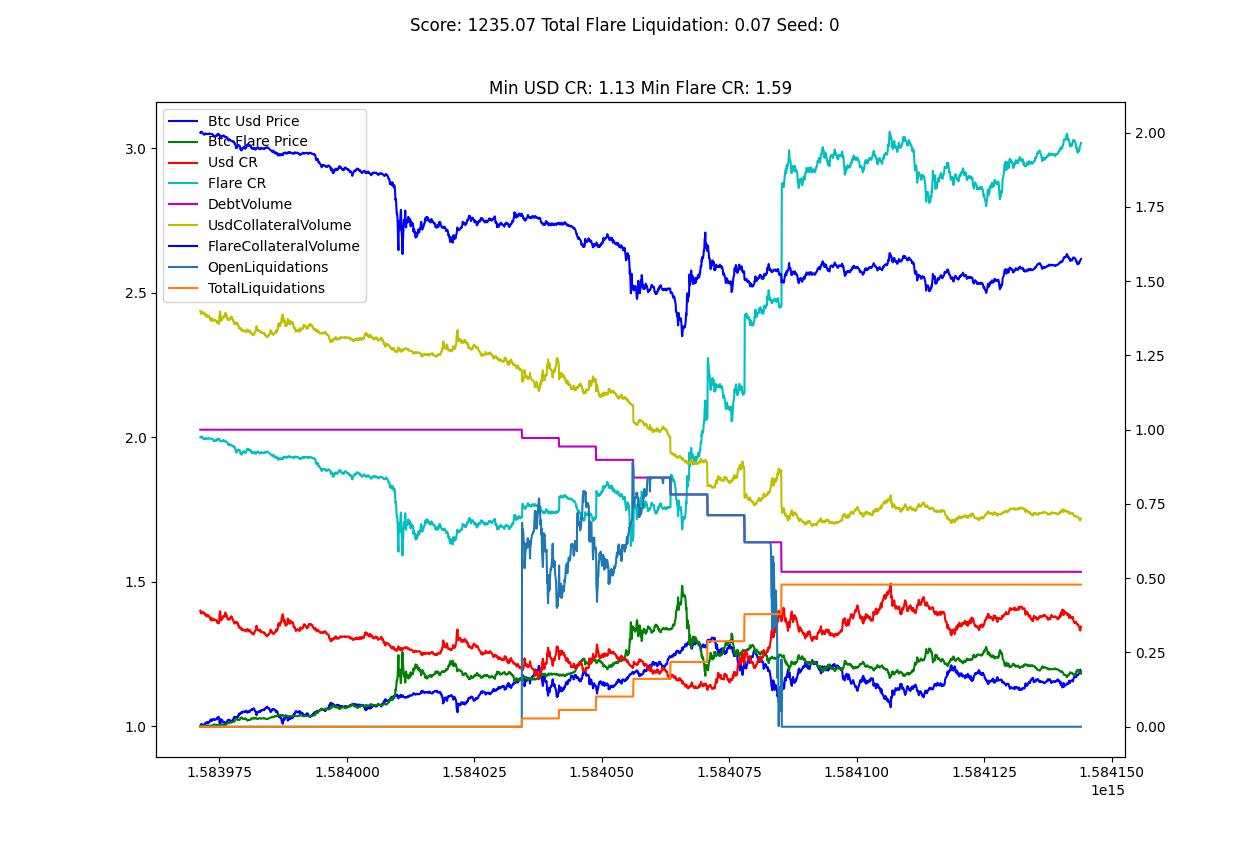 Score: 1235.07 Total Flare Liquidation: 0.07 Seed: 0
Min USD CR: 1.13 Min Flare CR: 1.59
Btc Usd Price
Btc Flare Price
Usd CR
Flare CR
DebtVolume
UsdCollateralVolume
FlareCollateralVolume
OpenLiquidations
TotalLiquidations
3.0
2.5
2.0
1.5
1.0
2.00
1.75
1.50
1.25
1.00
0.75
0.50
0.25
0.00
1.583975 1.584000 1.584025 1.584050 1.584075 1.584100 1.584125 1.584150
1e15